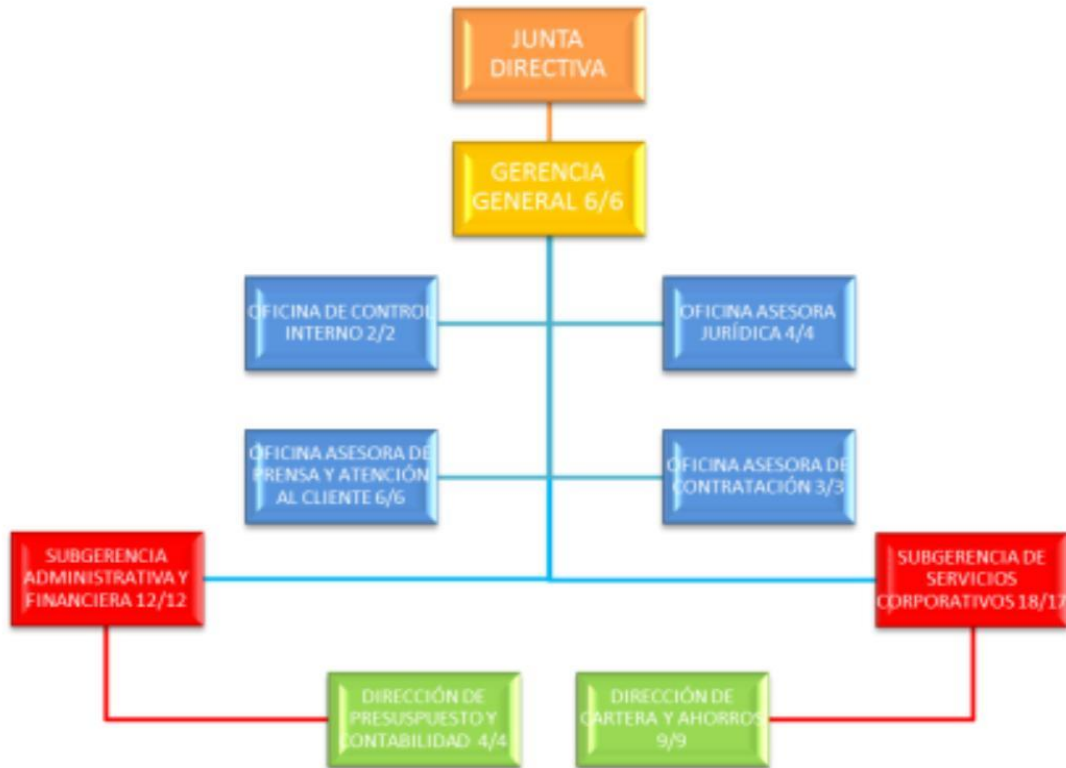 JUNTA
DIRECTIVA
GERENCIA
GENERAL 6/6
OFICINA DE CONTROL
INTERNO 2/2
OFICINA ASESORA
JURÍDICA 4/4
OFICINA ASESORA DE
PRENSA Y ATENCIÓN
AL CLIENTE 6/6
OFICINA ASESORA DE
CONTRATACIÓN 3/3
SUBGERENCIA
ADMINISTRATIVA Y
FINANCIERA 12/12
SUBGERENCIA DE
SERVICIOS
CORPORATIVOS 18/17
DIRECCIÓN DE
PRESUSPUESTO Y
CONTABILIDAD 4/4
DIRECCIÓN DE
CARTERA Y AHORROS
9/9